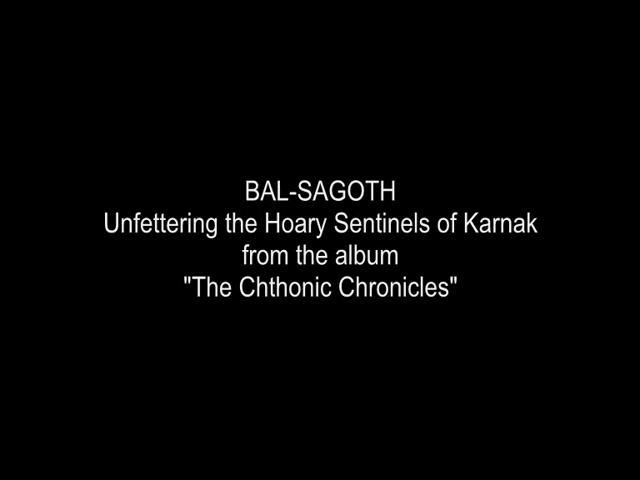 BAL-SAGOTH
Unfettering the Hoary Sentinels of Karnak
from the album
"The Chthonic Chronicles"